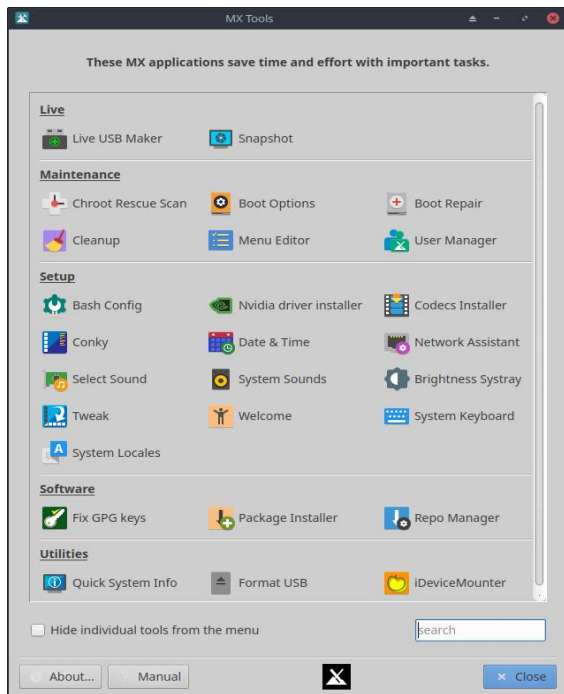 MX Tools
These MX applications save time and effort with important tasks.
Live
Live USB Maker Snapshot
Maintenance
Chroot Rescue Scan Boot Options Boot Repair
Cleanup Menu Editor User Manager
Setup
Bash Config Nvidia driver installer Codecs Installer
Conky Date & Time Network Assistant
Select Sound System Sounds Brightness Systray
Tweak Welcome System Keyboard
System Locales
Software
Fix GPG keys Package Installer Repo Manager
Utilities
Quick System Info Format USB iDeviceMounter
Hide individual tools from the menu search
About... Manual Close